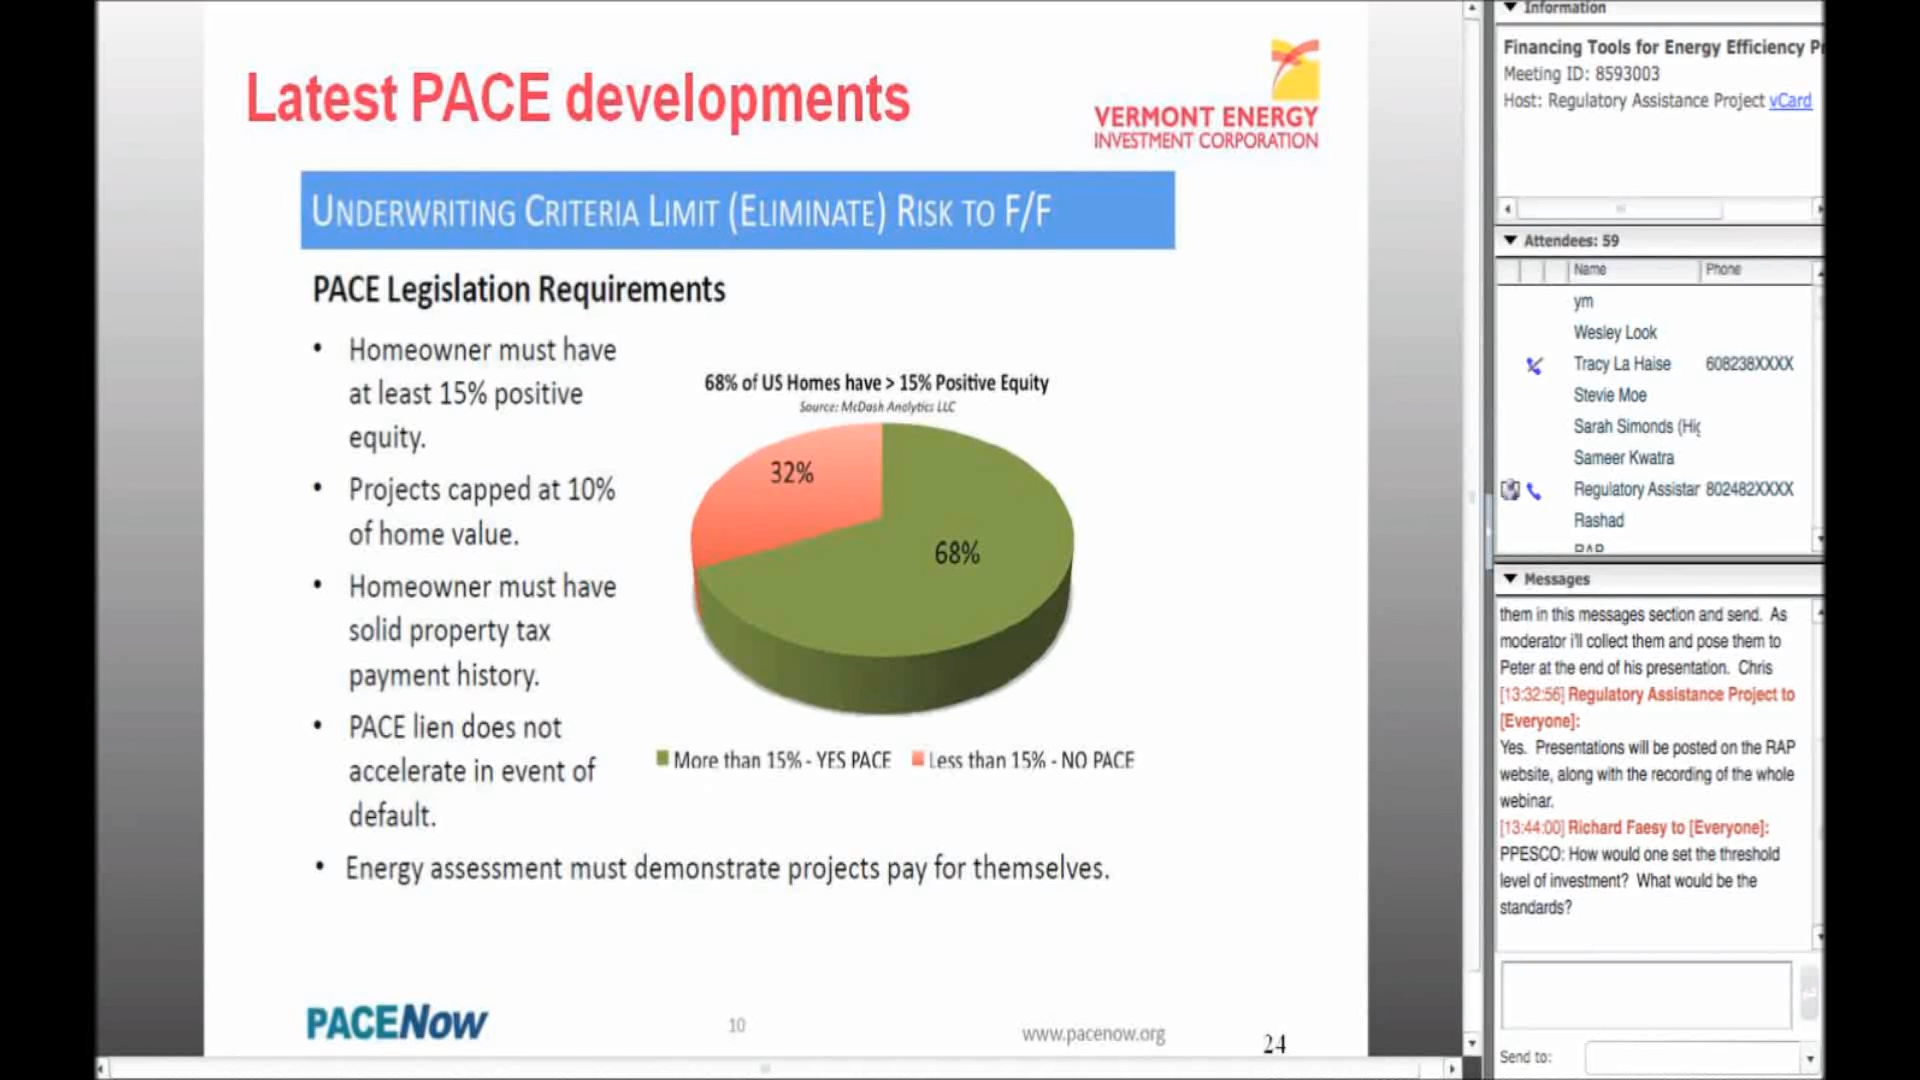 Latest PACE developments
VERMONT ENERGY
INVESTMENT CORPORATION
UNDERWRITING CRITERIA LIMIT (ELIMINATE) RISK TO F/F
PACE Legislation Requirements
• Homeowner must have
at least 15% positive
equity.
• Projects capped at 10%
of home value.
• Homeowner must have
solid property tax
payment history.
• PACE lien does not
accelerate in event of
default.
• Energy assessment must demonstrate projects pay for themselves.
68% of US Homes have > 15% Positive Equity
Source: McDash Analytics LLC
32%
68%
More than 15% - YES PACE Less than 15% - NO PACE
PACENow
10
www.pacenow.org
24
Information
Financing Tools for Energy Efficiency Pr
Meeting ID: 8593003
Host: Regulatory Assistance Project vCard
Attendees: 59
Name Phone
ym
Wesley Look
Tracy La Haise 608238XXXX
Stevie Moe
Sarah Simonds (Hig
Sameer Kwatra
Regulatory Assistar 802482XXXX
Rashad
RAP
Messages
them in this messages section and send. As
moderator i'll collect them and pose them to
Peter at the end of his presentation. Chris
[13:32:56] Regulatory Assistance Project to
[Everyone]:
Yes. Presentations will be posted on the RAP
website, along with the recording of the whole
webinar.
[13:44:00] Richard Faesy to [Everyone]:
PPESCO: How would one set the threshold
level of investment? What would be the
standards?
Send to: